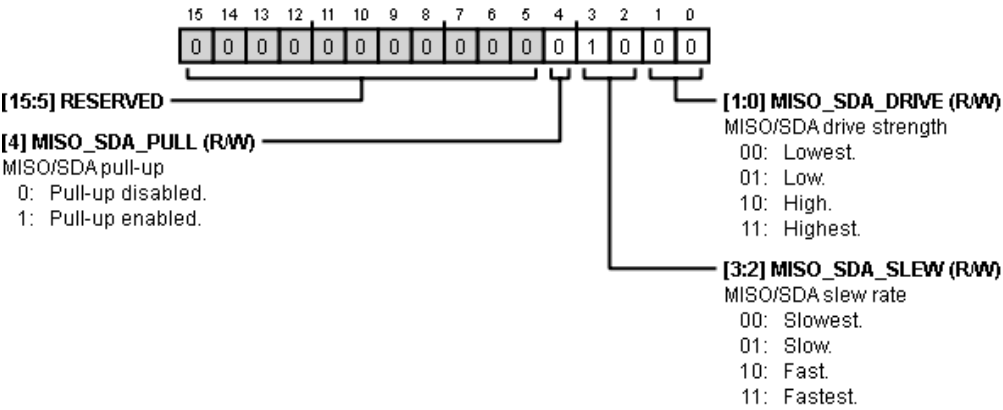 15 14 13 12 11 10 9 8 7 6 5 4 3 2 1 0
0 0 0 0 0 0 0 0 0 0 0 0 1 0 0 0
[15:5] RESERVED
[4] MISO_SDA_PULL (R/W)
MISO/SDA pull-up
0: Pull-up disabled.
1: Pull-up enabled.
[1:0] MISO_SDA_DRIVE (R/W)
MISO/SDA drive strength
00: Lowest.
01: Low.
10: High.
11: Highest.
[3:2] MISO_SDA_SLEW (R/W)
MISO/SDA slew rate
00: Slowest.
01: Slow.
10: Fast.
11: Fastest.